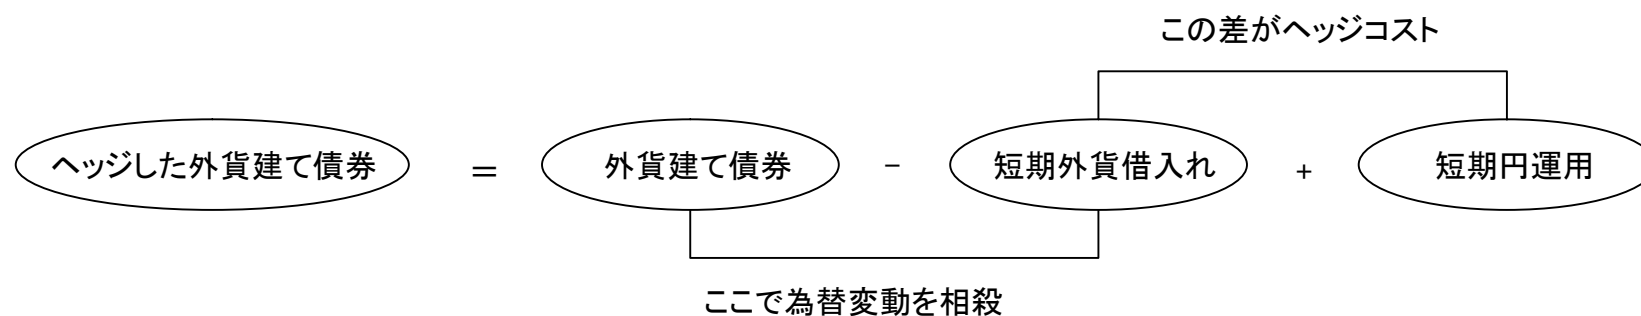 この差がヘッジコスト
ヘッジした外貨建て債券 = 外貨建て債券 - 短期外貨借入れ + 短期円運用
ここで為替変動を相殺